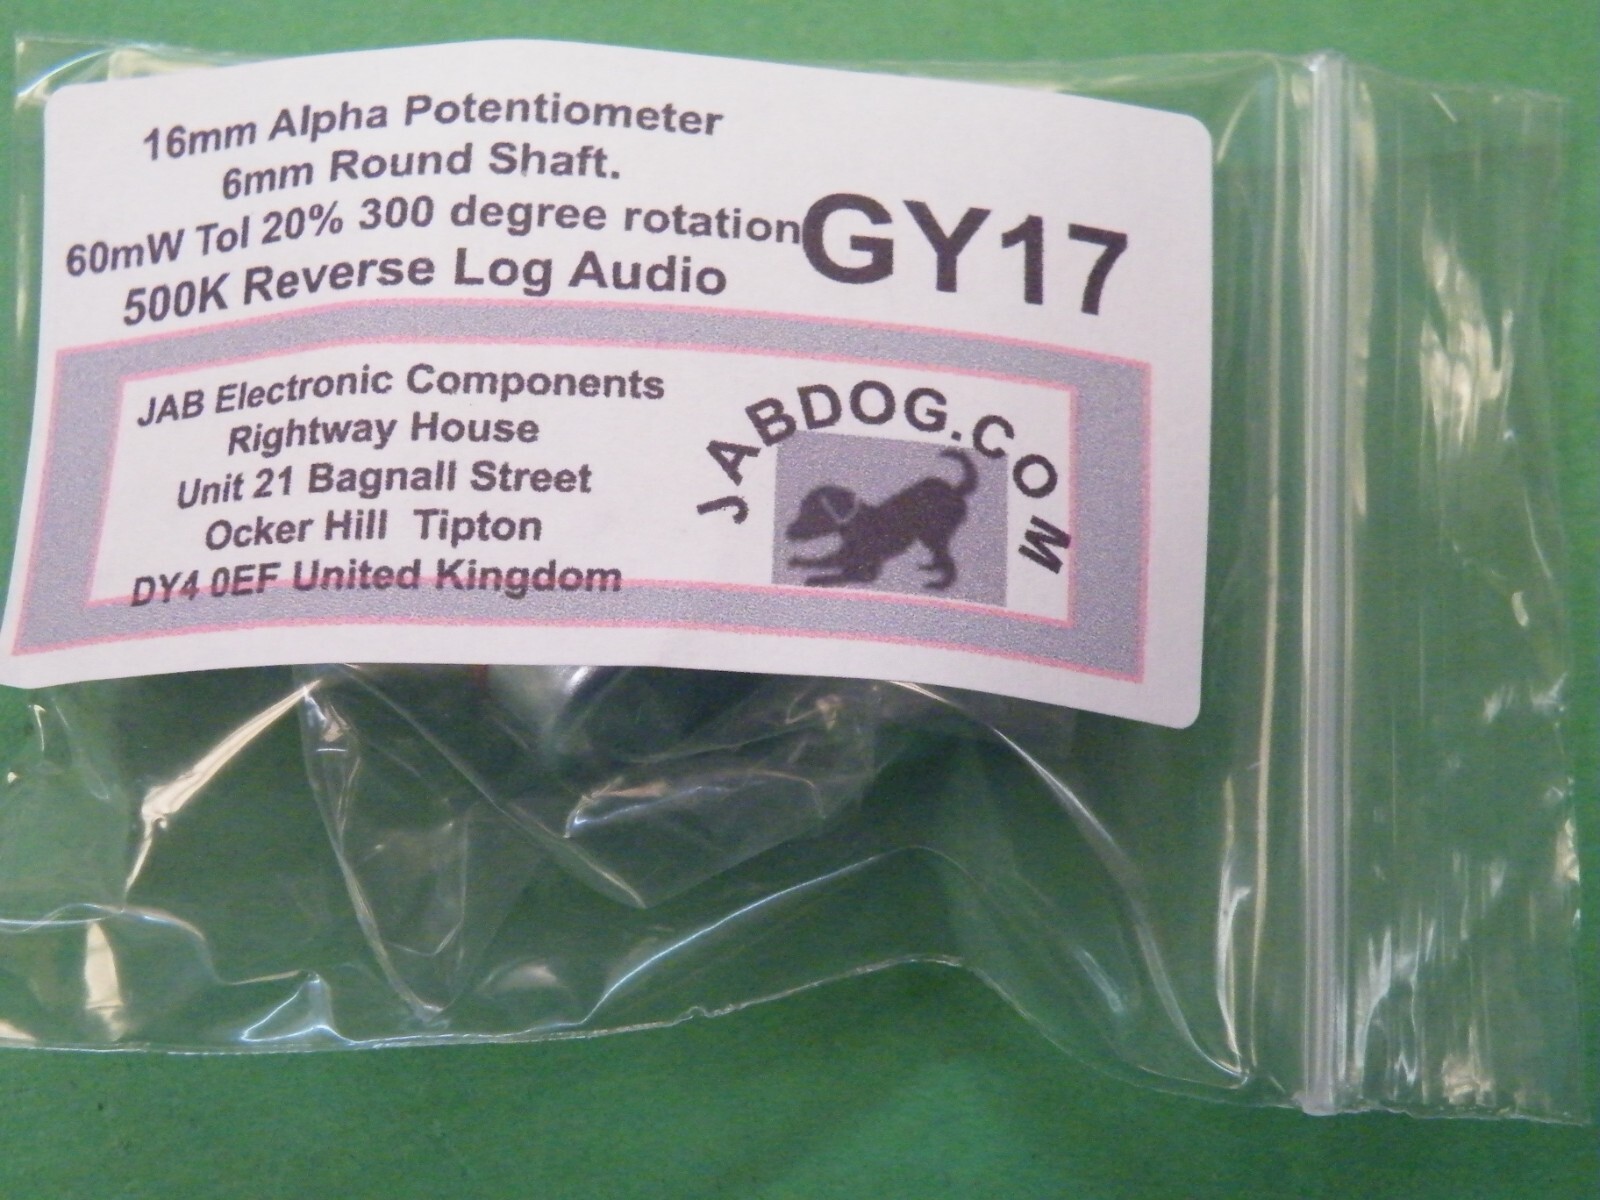 16mm Alpha Potentiometer
6mm Round Shaft.
60mW Tol 20% 300 degree rotation
500K Reverse Log Audio
GY17
JAB Electronic Components
Rightway House
Unit 21 Bagnall Street
Ocker Hill Tipton
DY4 0EF United Kingdom
JABDOG.COM